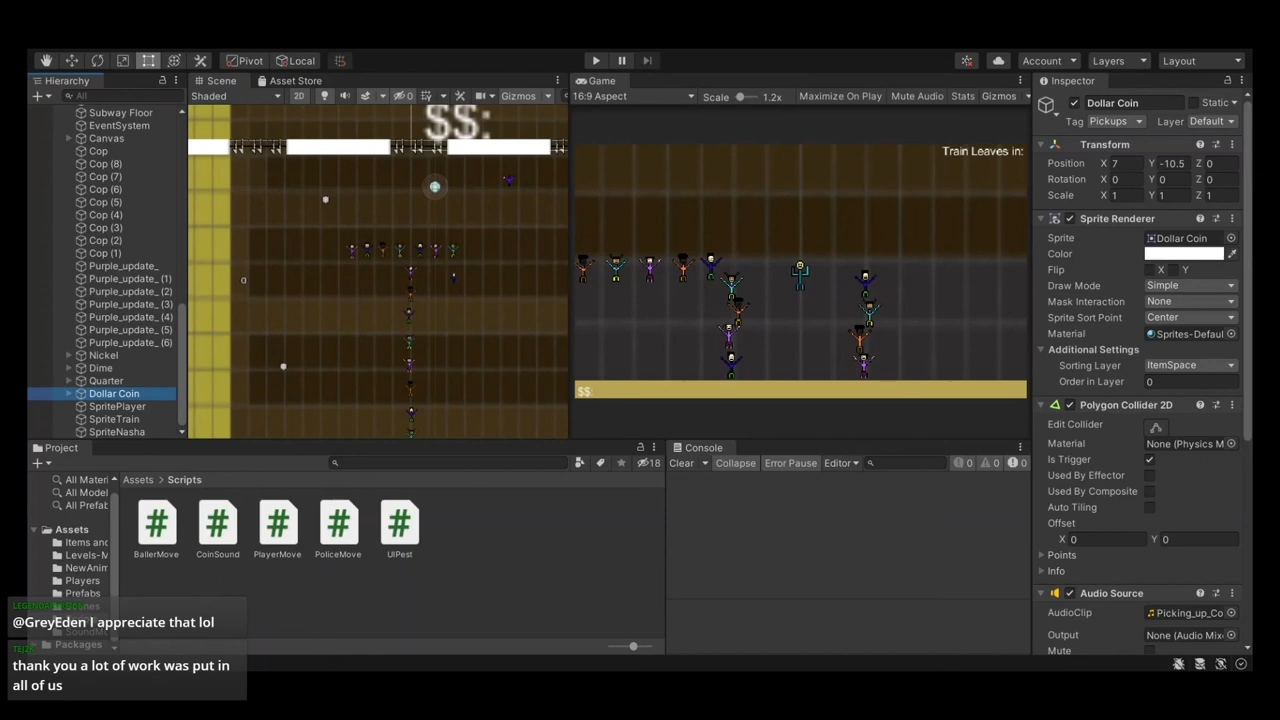 Pivot
Local
Account
Layers
Layout
Hierarchy
All
Subway Floor
EventSystem
Canvas
Cop
Cop (8)
Cop (7)
Cop (6)
Cop (5)
Cop (4)
Cop (3)
Cop (2)
Cop (1)
Purple_update_
Purple_update_ (1)
Purple_update_ (2)
Purple_update_ (3)
Purple_update_ (4)
Purple_update_ (5)
Purple_update_ (6)
Nickel
Dime
Quarter
Dollar Coin
SpritePlayer
SpriteTrain
SpriteNasha
Scene
Asset Store
Shaded
2D
0
Gizmos
$$:
Game
16:9 Aspect
Scale
1.2x
Maximize On Play
Mute Audio
Stats
Gizmos
Train Leaves in:
$$:
Inspector
Dollar Coin
Static
Tag
Pickups
Layer
Default
Transform
Position X 7 Y -10.5 Z 0
Rotation X 0 Y 0 Z 0
Scale X 1 Y 1 Z 1
Sprite Renderer
Sprite Dollar Coin
Color
Flip X Y
Draw Mode Simple
Mask Interaction None
Sprite Sort Point Center
Material Sprites-Defaul
Additional Settings
Sorting Layer ItemSpace
Order in Layer 0
Polygon Collider 2D
Edit Collider
Material None (Physics M
Is Trigger
Used By Effector
Used By Composite
Auto Tiling
Offset
X 0 Y 0
Points
Info
Audio Source
AudioClip Picking_up_Co
Output None (Audio Mix
Mute
Project
18
All Materi
All Model
All Prefab
Assets
Items and
Levels-M
NewAnim
Players
Prefabs
Packages
Assets
Scripts
BallerMove
CoinSound
PlayerMove
PoliceMove
UIPest
Console
Clear
Collapse
Error Pause
Editor
0
0
0
@GreyEden I appreciate that lol
thank you a lot of work was put in
all of us